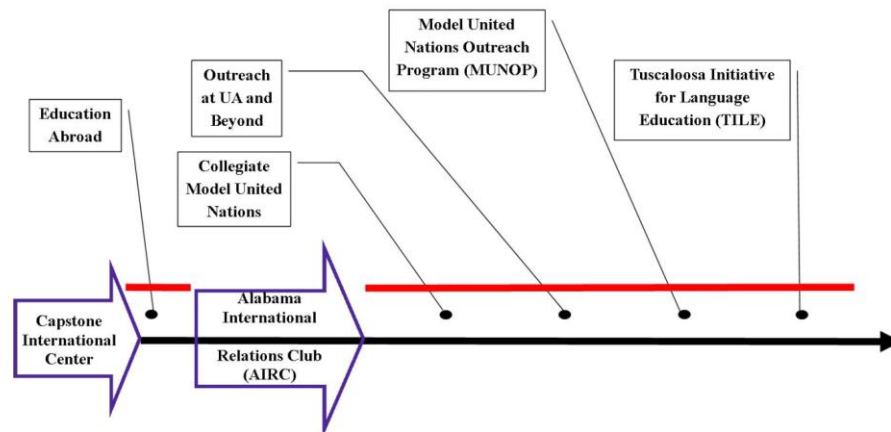 Model United
Nations Outreach
Program (MUNOP)
Outreach
at UA and
Beyond
Tuscaloosa Initiative
for Language
Education (TILE)
Education
Abroad
Collegiate
Model United
Nations
Capstone
International
Center
Alabama
International
Relations Club
(AIRC)